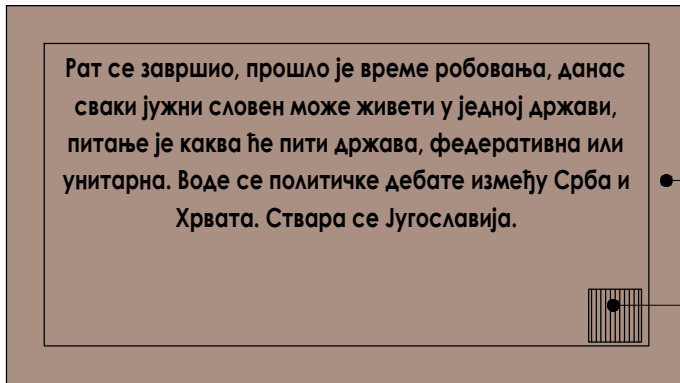 Рат се завршио, прошло је време робовања, данас
сваки јужни словен може живети у једној држави,
питање је каква ће пити држава, федеративна или
унитарна. Воде се политичке дебате између Срба и
Хрвата. Ствара се Југославија.